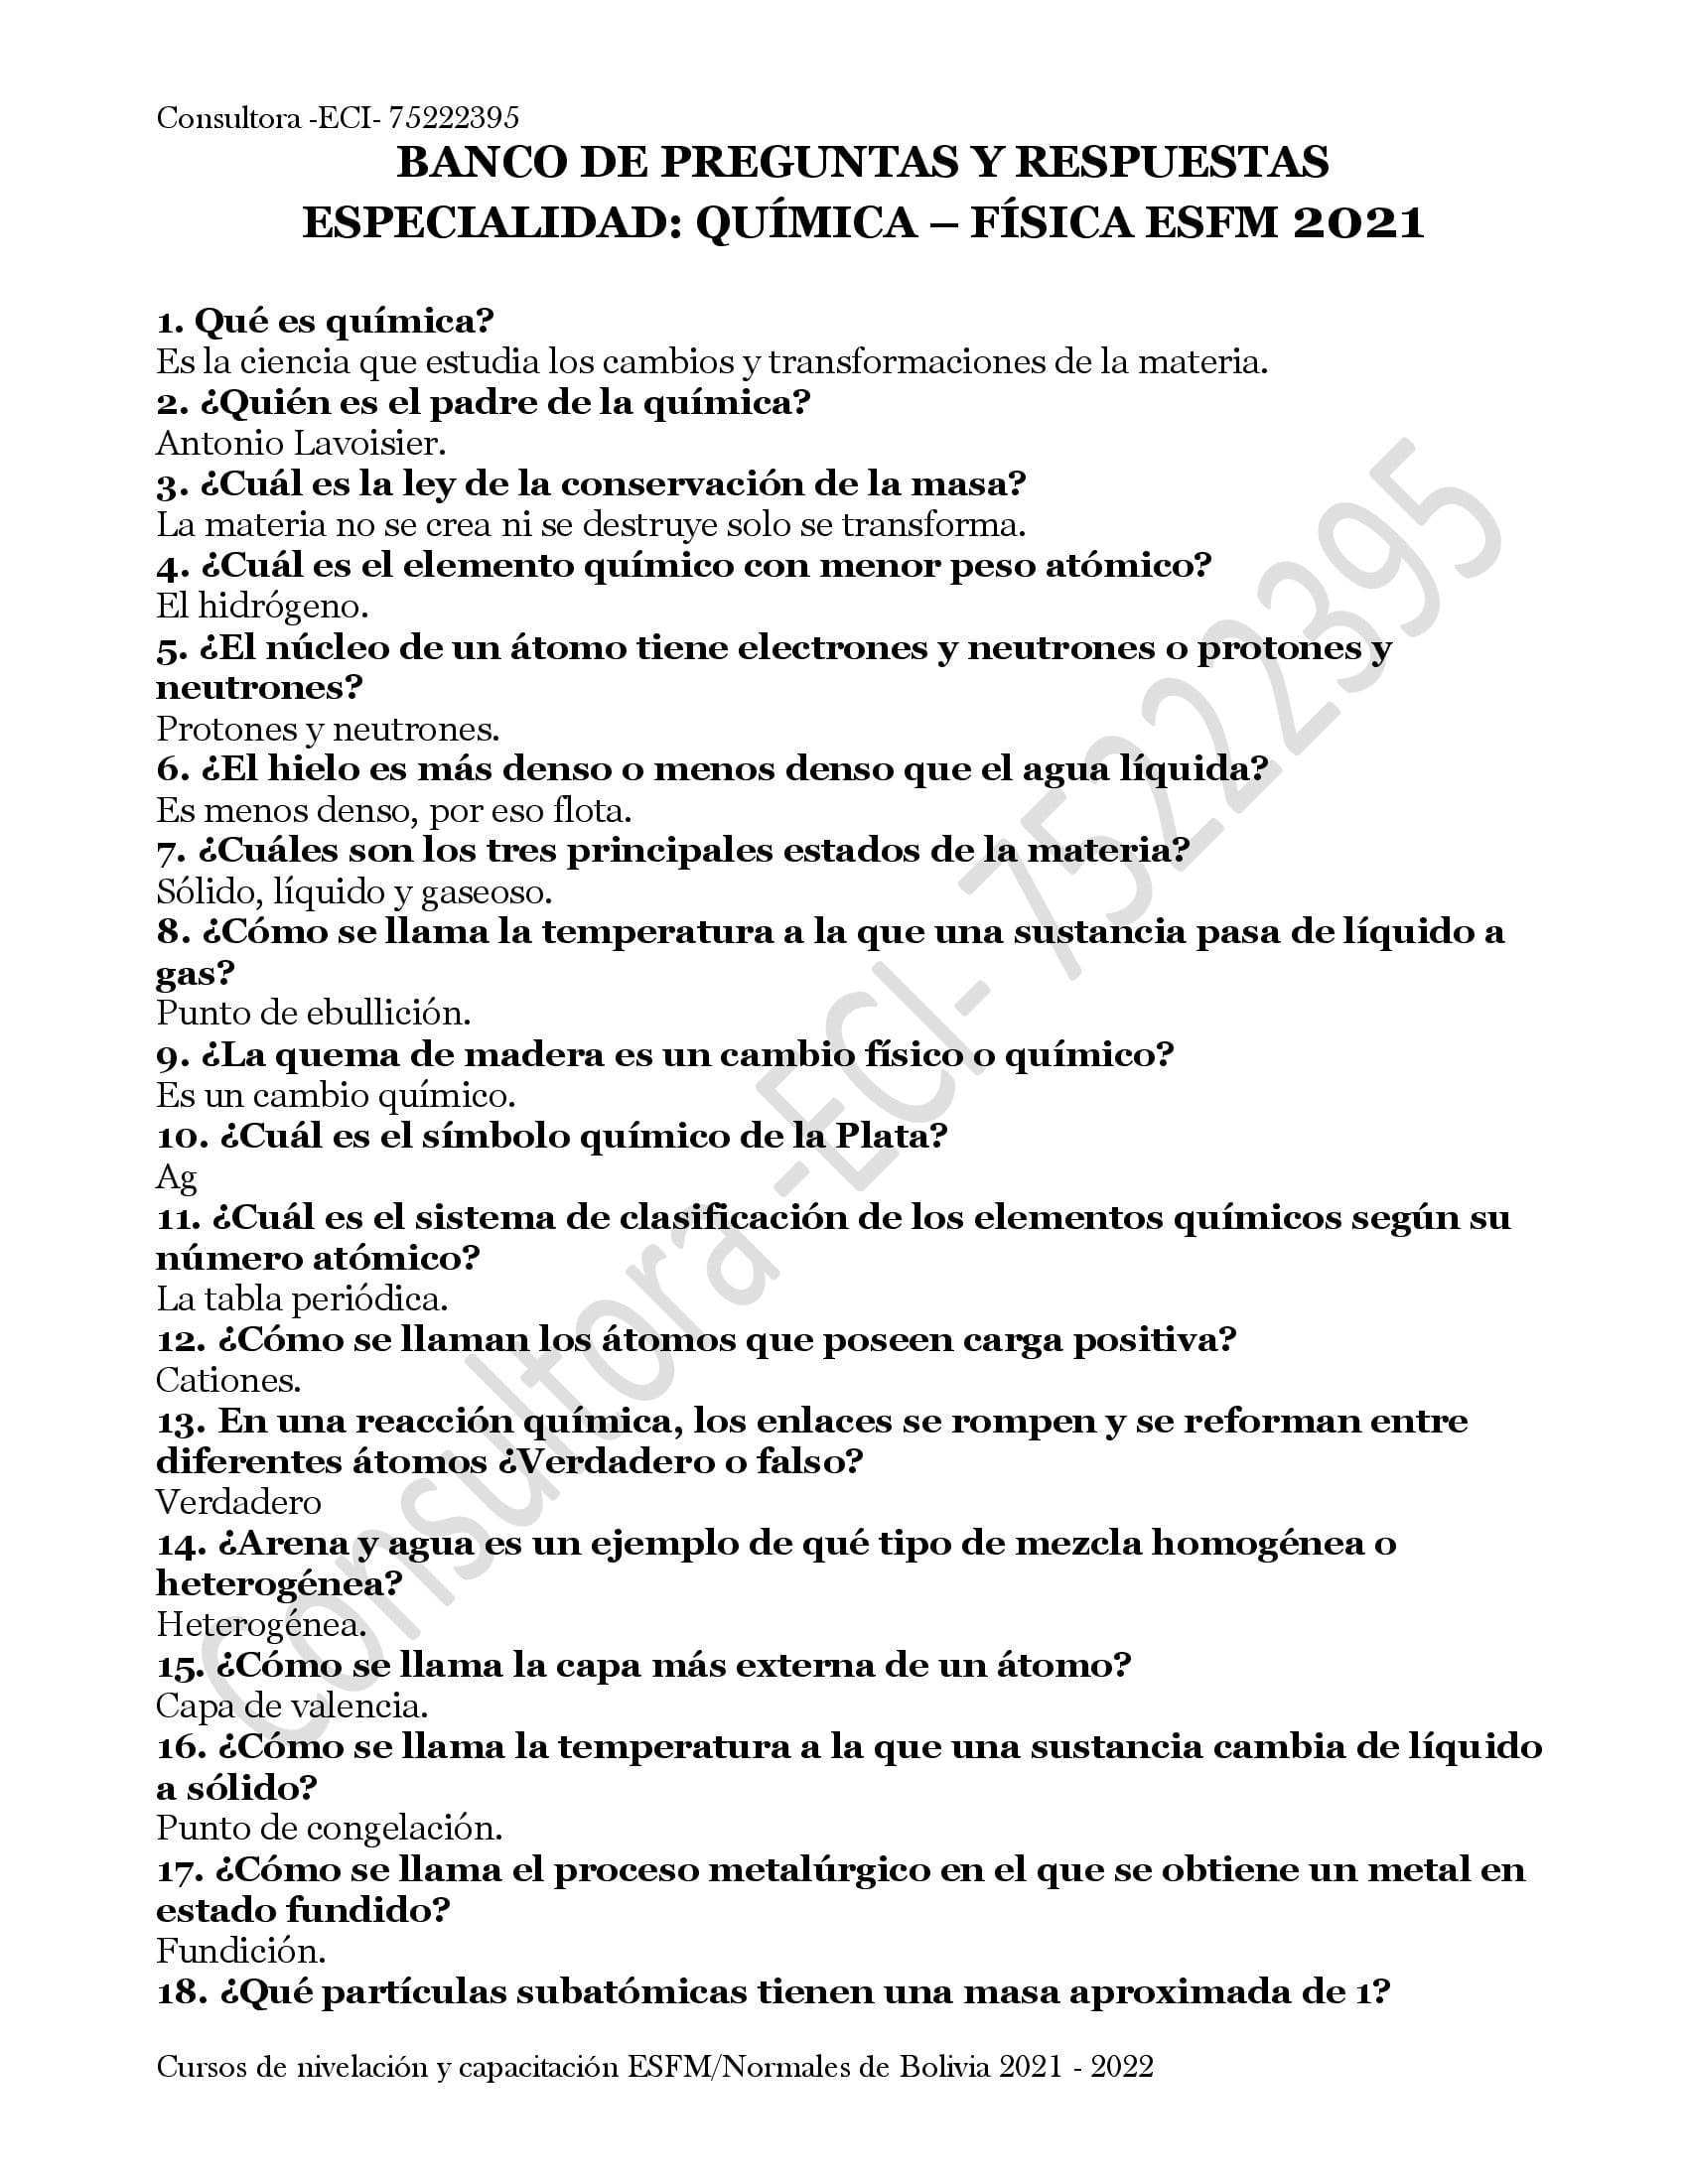 Consultora -ECI- 75222395
BANCO DE PREGUNTAS Y RESPUESTAS
ESPECIALIDAD: QUÍMICA – FÍSICA ESFM 2021
1. Qué es química?
Es la ciencia que estudia los cambios y transformaciones de la materia.
2. ¿Quién es el padre de la química?
Antonio Lavoisier.
3. ¿Cuál es la ley de la conservación de la masa?
La materia no se crea ni se destruye solo se transforma.
4. ¿Cuál es el elemento químico con menor peso atómico?
El hidrógeno.
5. ¿El núcleo de un átomo tiene electrones y neutrones o protones y
neutrones?
Protones y neutrones.
6. ¿El hielo es más denso o menos denso que el agua líquida?
Es menos denso, por eso flota.
7. ¿Cuáles son los tres principales estados de la materia?
Sólido, líquido y gaseoso.
8. ¿Cómo se llama la temperatura a la que una sustancia pasa de líquido a
gas?
Punto de ebullición.
9. ¿La quema de madera es un cambio físico o químico?
Es un cambio químico.
10. ¿Cuál es el símbolo químico de la Plata?
Ag
11. ¿Cuál es el sistema de clasificación de los elementos químicos según su
número atómico?
La tabla periódica.
12. ¿Cómo se llaman los átomos que poseen carga positiva?
Cationes.
13. En una reacción química, los enlaces se rompen y se reforman entre
diferentes átomos ¿Verdadero o falso?
Verdadero
14. ¿Arena y agua es un ejemplo de qué tipo de mezcla homogénea o
heterogénea?
Heterogénea.
15. ¿Cómo se llama la capa más externa de un átomo?
Capa de valencia.
16. ¿Cómo se llama la temperatura a la que una sustancia cambia de líquido
a sólido?
Punto de congelación.
17. ¿Cómo se llama el proceso metalúrgico en el que se obtiene un metal en
estado fundido?
Fundición.
18. ¿Qué partículas subatómicas tienen una masa aproximada de 1?
Cursos de nivelación y capacitación ESFM/Normales de Bolivia 2021 - 2022
Consultora -ECI- 7522395